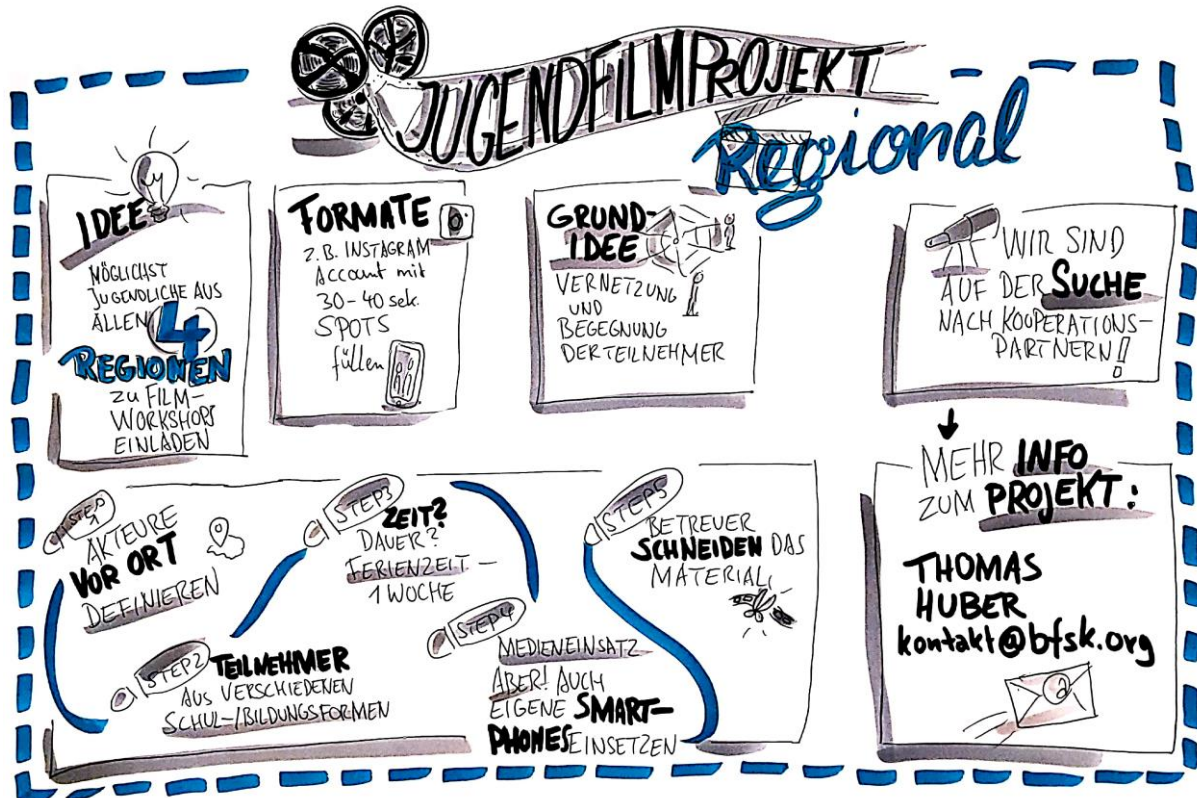 JUGENDFILMPROJEKT
Regional
IDEE
MÖGLICHST
JUGENDLICHE AUS
ALLEN 4
REGIONEN
ZU FILM-
WORKSHOPS
EINLADEN
FORMATE
Z.B. INSTAGRAM
Account mit
30-40 sek.
SPOTS
füllen
GRUND-
IDEE
VERNETZUNG
UND
BEGEGNUNG
DER TEILNEHMER
WIR SIND
AUF DER SUCHE
NACH KOOPERATIONS-
PARTNERN!
STEP 1
AKTEURE
VOR ORT
DEFINIEREN
STEP 2 TEILNEHMER
AUS VERSCHIEDENEN
SCHUL-/BILDUNGSFORMEN
STEP 3
ZEIT?
DAUER?
FERIENZEIT –
1 WOCHE
STEP 4
MEDIENEINSATZ
ABER! AUCH
EIGENE SMART-
PHONES EINSETZEN
STEP 5
BETREUER
SCHNEIDEN DAS
MATERIAL
MEHR INFO
ZUM PROJEKT:
THOMAS
HUBER
kontakt@bfsk.org
@